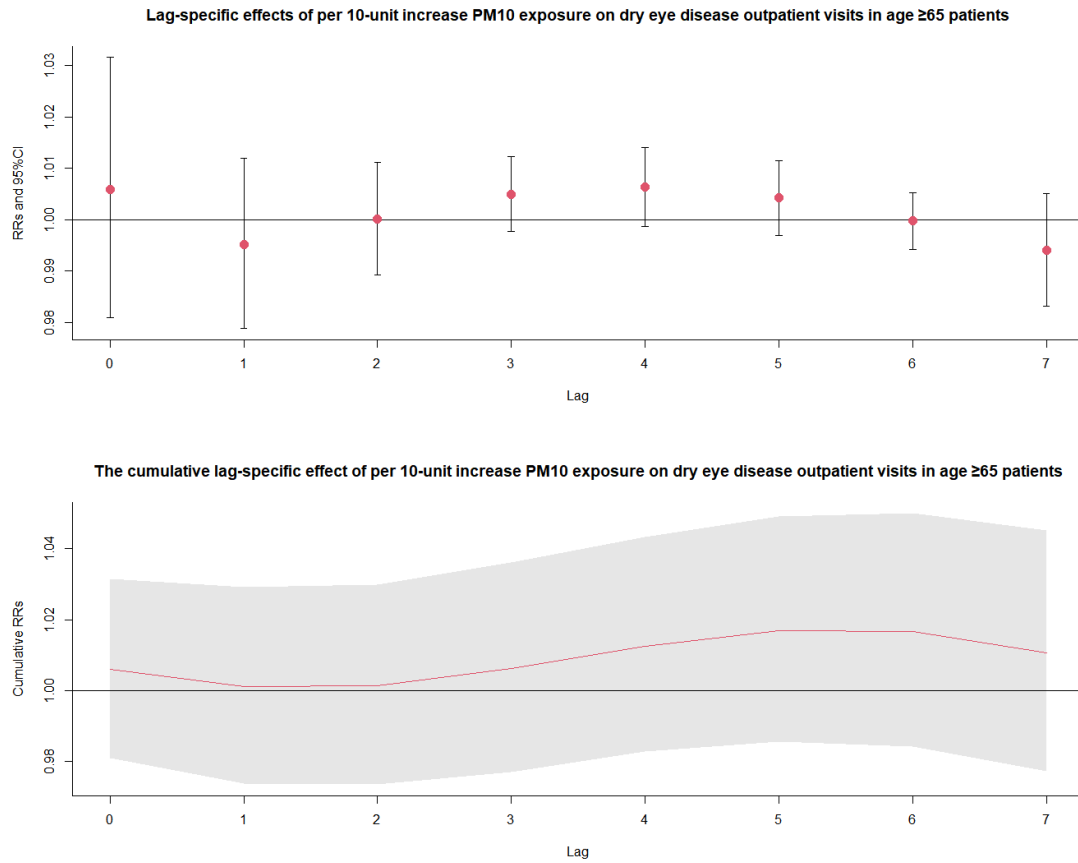 Lag-specific effects of per 10-unit increase PM10 exposure on dry eye disease outpatient visits in age ≥65 patients
RRs and 95%CI
1.03
1.02
1.01
1.00
0.99
0.98
0 1 2 3 4 5 6 7
Lag
The cumulative lag-specific effect of per 10-unit increase PM10 exposure on dry eye disease outpatient visits in age ≥65 patients
Cumulative RRs
1.04
1.02
1.00
0.98
0 1 2 3 4 5 6 7
Lag